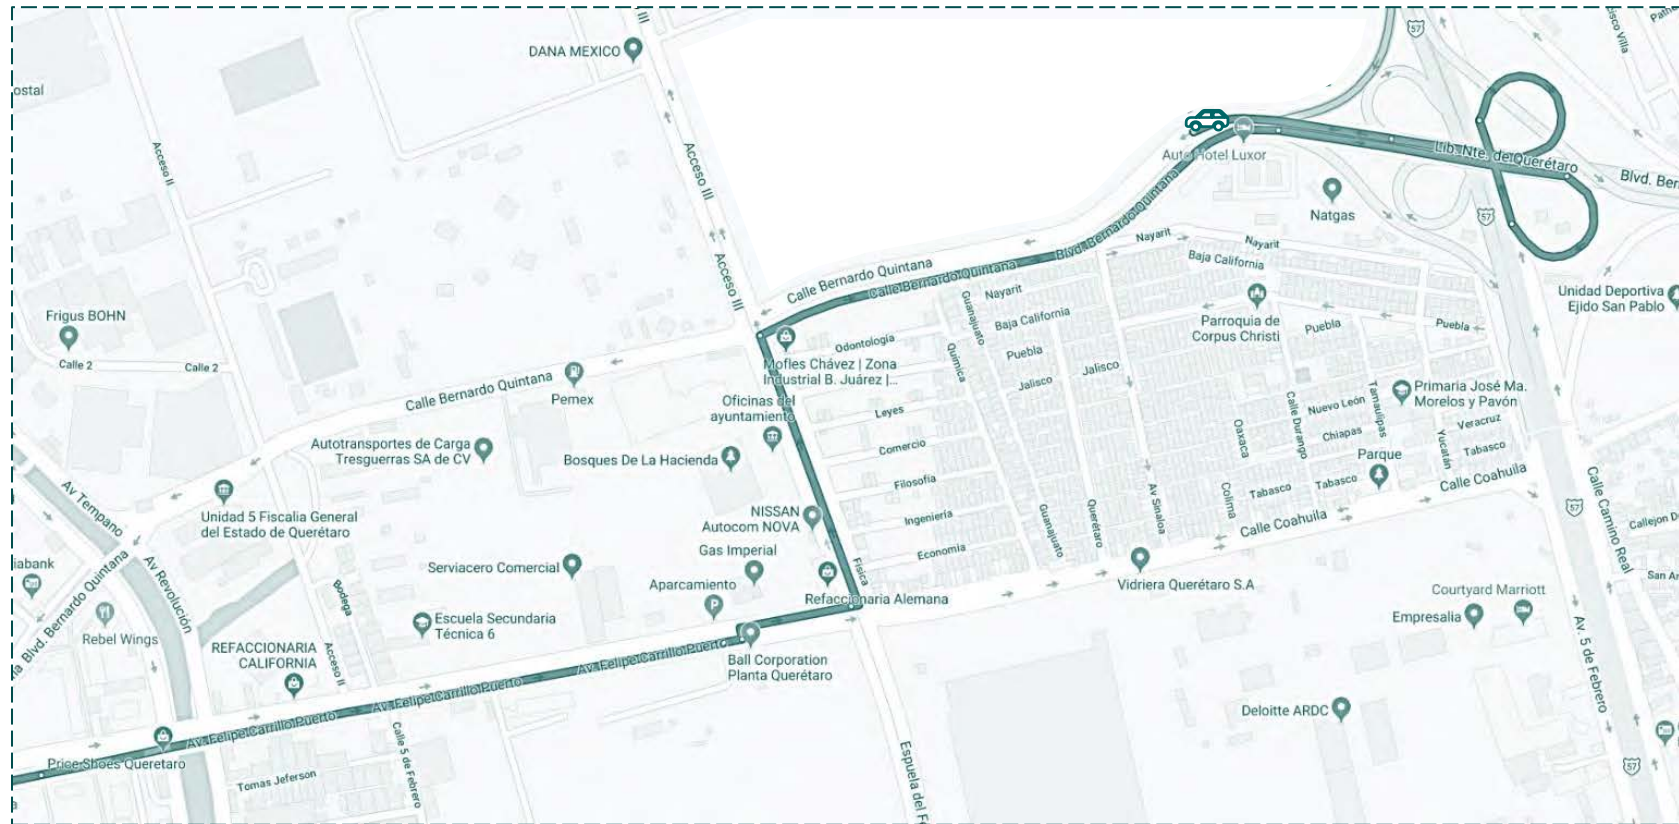 III
57
DANA MEXICO
ostal
Acceso II
Acceso III
Auto Hotel Luxor
Lib. Nte. de Querétaro
Blvd. Ber
Natgas
57
Blvd. Bernardo Quintana
Nayarit
Nayarit
Baja California
Acceso III
Calle Bernardo Quintana
Calle Bernardo Quintana
Nayarit
Guanajuato
Baja California
Parroquia de
Corpus Christi
Puebla
Puebla
Unidad Deportiva
Ejido San Pablo
Frigus BOHN
Calle 2
Calle 2
Odontología
Química
Puebla
Jalisco
Jalisco
Mofles Chávez | Zona
Industrial B. Juárez |...
Pemex
Calle Bernardo Quintana
Oficinas del
ayuntamiento
Leyes
Primaria José Ma.
Morelos y Pavón
Nuevo León
Tamaulipas
Calle Durango
Chiapas
Oaxaca
Yucatán
Veracruz
Tabasco
Autotransportes de Carga
Tresguerras SA de CV
Bosques De La Hacienda
Comercio
Filosofía
Parque
Tabasco
Tabasco
Colima
Calle Coahuila
Calle Coahuila
Av Tempano
Unidad 5 Fiscalia General
del Estado de Querétaro
NISSAN
Autocom NOVA
Ingeniería
Guanajuato
Querétaro
Av Sinaloa
57
Calle Camino Real
Callejon D
Gas Imperial
Economía
Física
iabank
Av Revolución
Serviacero Comercial
Aparcamiento
Vidriera Querétaro S.A
Refaccionaria Alemana
Courtyard Marriott
Empresalia
San Ar
Bodega
Rebel Wings
Blvd. Bernardo Quintana
Escuela Secundaria
Técnica 6
REFACCIONARIA
CALIFORNIA
Acceso II
Av. Felipe Carrillo Puerto
Ball Corporation
Planta Querétaro
Av. 5 de Febrero
Av. Felipe Carrillo Puerto
Av. Felipe Carrillo Puerto
Deloitte ARDC
Price Shoes Queretaro
Tomas Jeferson
Calle 5 de Febrero
Espuela del Fe
57